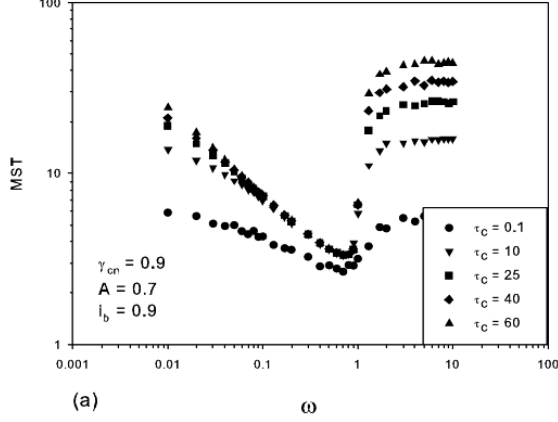 100
10
1
MST
τc = 0.1
τc = 10
τc = 25
τc = 40
τc = 60
γcn = 0.9
A = 0.7
ib = 0.9
0.001 0.01 0.1 1 10 100
(a) ω